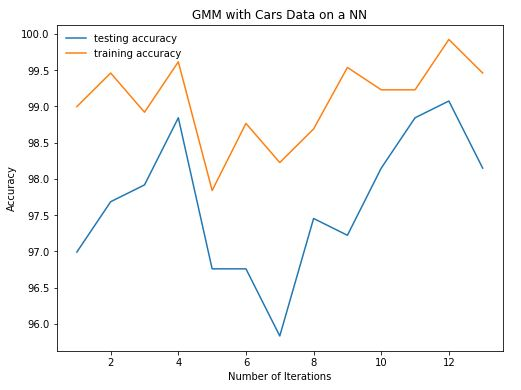 GMM with Cars Data on a NN
testing accuracy
training accuracy
100.0
99.5
99.0
98.5
98.0
97.5
97.0
96.5
96.0
Accuracy
2 4 6 8 10 12
Number of Iterations